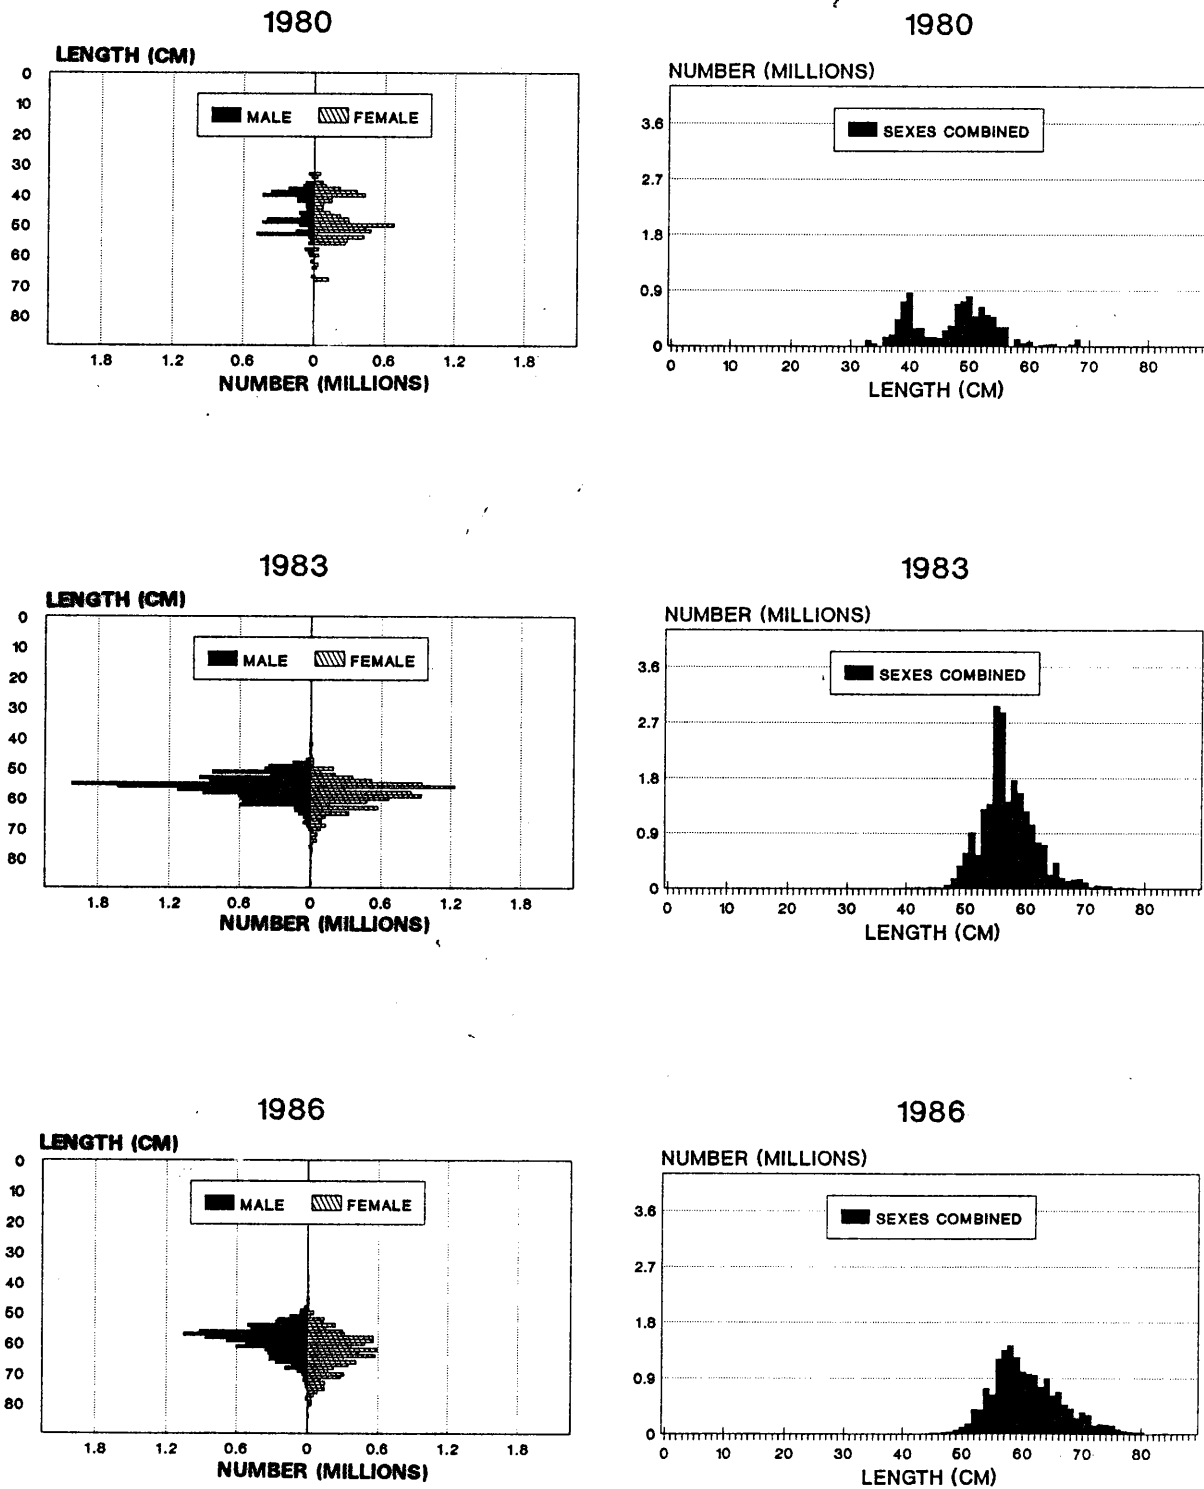 1980
LENGTH (CM)
MALE FEMALE
0
10
20
30
40
50
60
70
80
1.8 1.2 0.6 0 0.6 1.2 1.8
NUMBER (MILLIONS)
1980
NUMBER (MILLIONS)
SEXES COMBINED
3.6
2.7
1.8
0.9
0
0 10 20 30 40 50 60 70 80
LENGTH (CM)
1983
LENGTH (CM)
MALE FEMALE
0
10
20
30
40
50
60
70
80
1.8 1.2 0.6 0 0.6 1.2 1.8
NUMBER (MILLIONS)
1983
NUMBER (MILLIONS)
SEXES COMBINED
3.6
2.7
1.8
0.9
0
0 10 20 30 40 50 60 70 80
LENGTH (CM)
1986
LENGTH (CM)
MALE FEMALE
0
10
20
30
40
50
60
70
80
1.8 1.2 0.6 0 0.6 1.2 1.8
NUMBER (MILLIONS)
1986
NUMBER (MILLIONS)
SEXES COMBINED
3.6
2.7
1.8
0.9
0
0 10 20 30 40 50 60 70 80
LENGTH (CM)